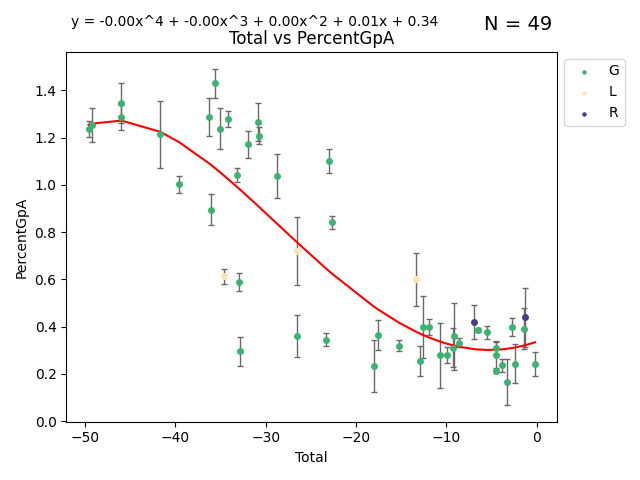 y = -0.00x^4 + -0.00x^3 + 0.00x^2 + 0.01x + 0.34
N = 49
Total vs PercentGpA
G
L
R
PercentGpA
1.4
1.2
1.0
0.8
0.6
0.4
0.2
0.0
−50 −40 −30 −20 −10 0
Total